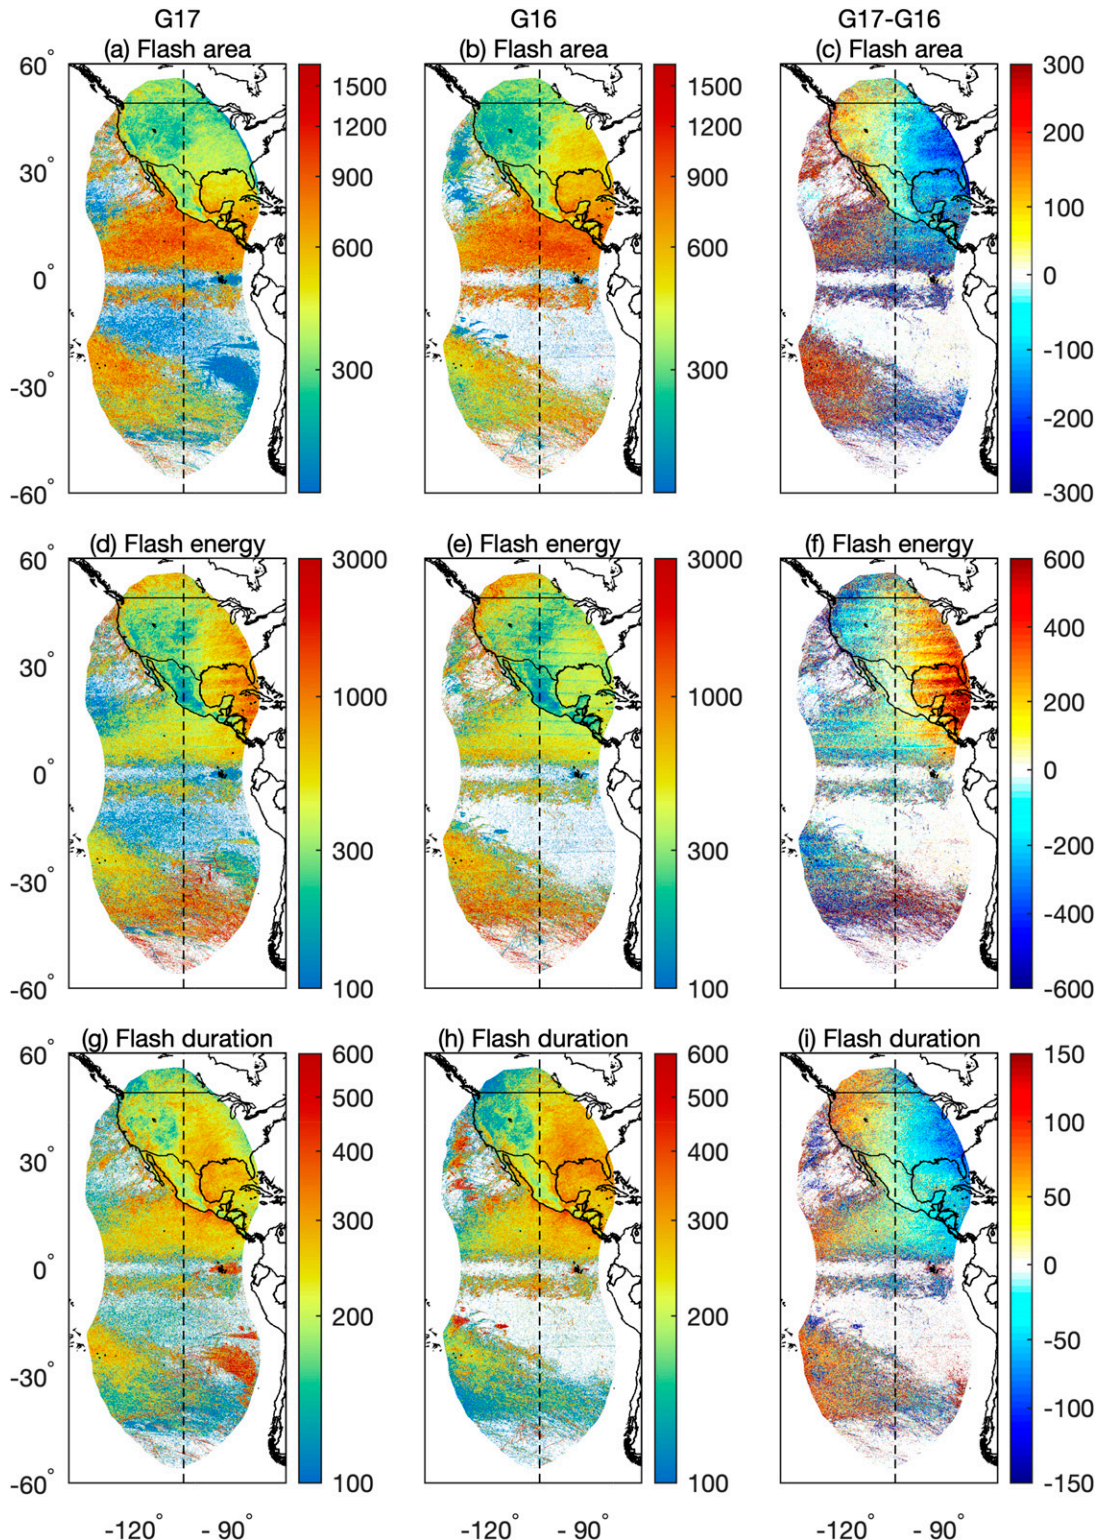 G17 G16 G17-G16
(a) Flash area (b) Flash area (c) Flash area
60° 1500 1500 300
1200 1200 200
30° 900 900 100
600 600
0° 0
300 300 -100
-30° -200
-60° -300
(d) Flash energy (e) Flash energy (f) Flash energy
60° 3000 3000 600
400
30° 1000 1000 200
0° 0
300 300 -200
-30° -400
-60° 100 100 -600
(g) Flash duration (h) Flash duration (i) Flash duration
60° 600 600 150
500 500
400 400 100
30° 300 300 50
0° 0
200 200 -50
-30° -100
-60° 100 100 -150
-120° - 90° -120° - 90° -120° - 90°